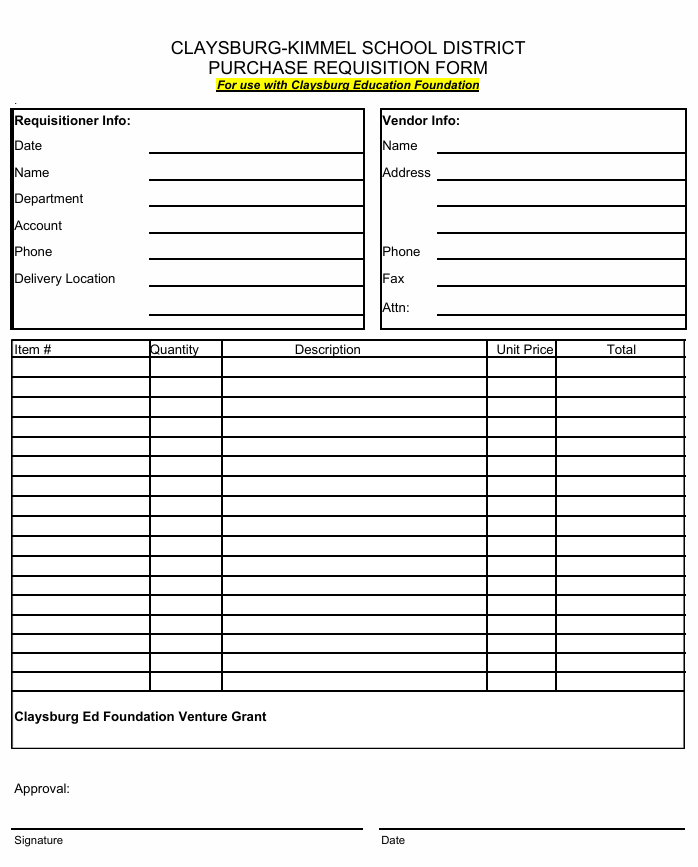 CLAYSBURG-KIMMEL SCHOOL DISTRICT
PURCHASE REQUISITION FORM
For use with Claysburg Education Foundation
.
Requisitioner Info:
Date
Name
Department
Account
Phone
Delivery Location
Vendor Info:
Name
Address
Phone
Fax
Attn:
Item # Quantity Description Unit Price Total
Claysburg Ed Foundation Venture Grant
Approval:
Signature Date